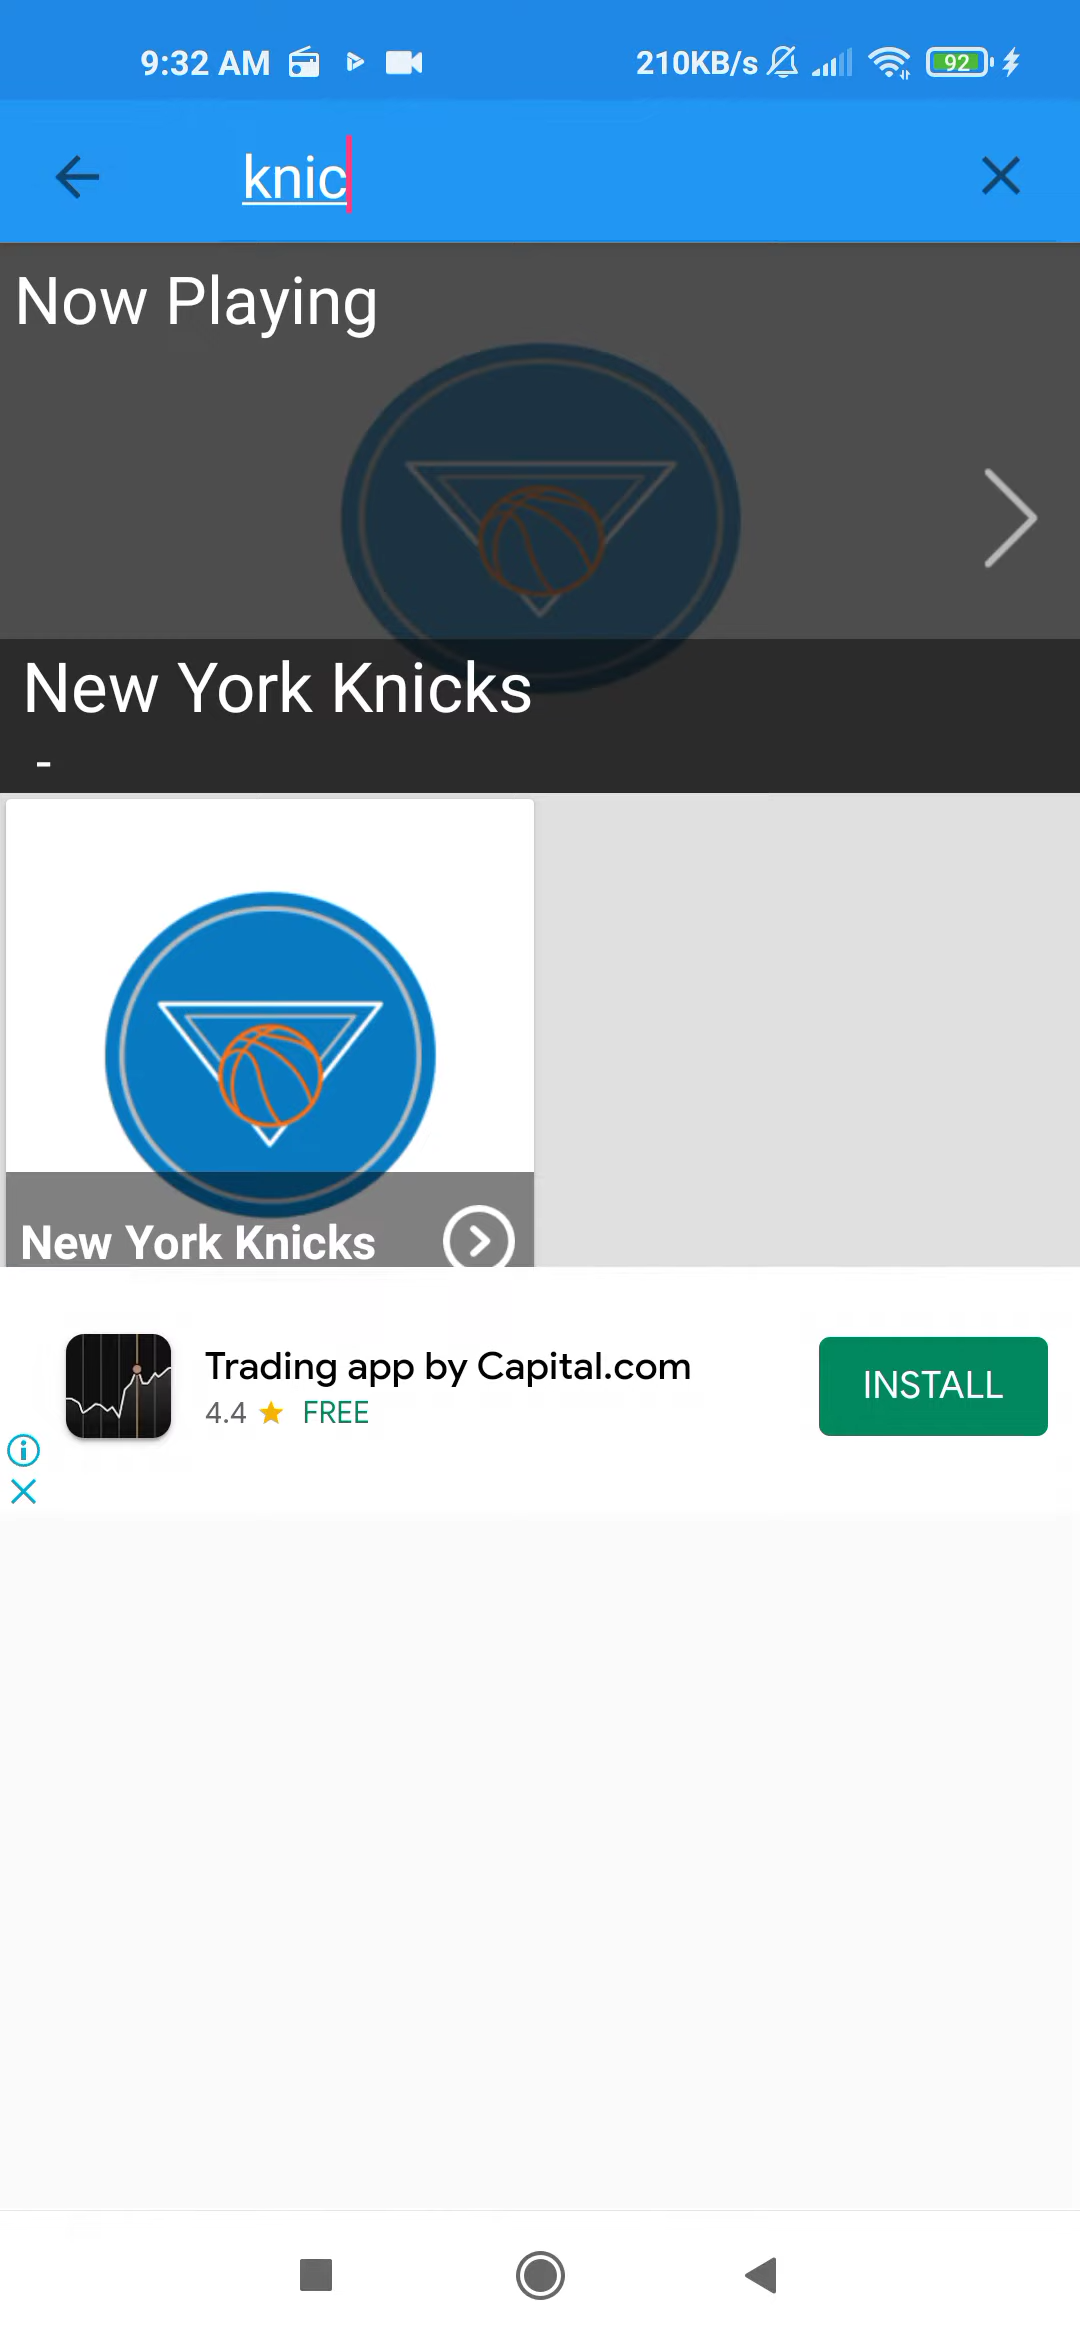 9:32 AM 210KB/s 92
knic
Now Playing
New York Knicks
-
New York Knicks
Trading app by Capital.com
4.4 FREE
INSTALL